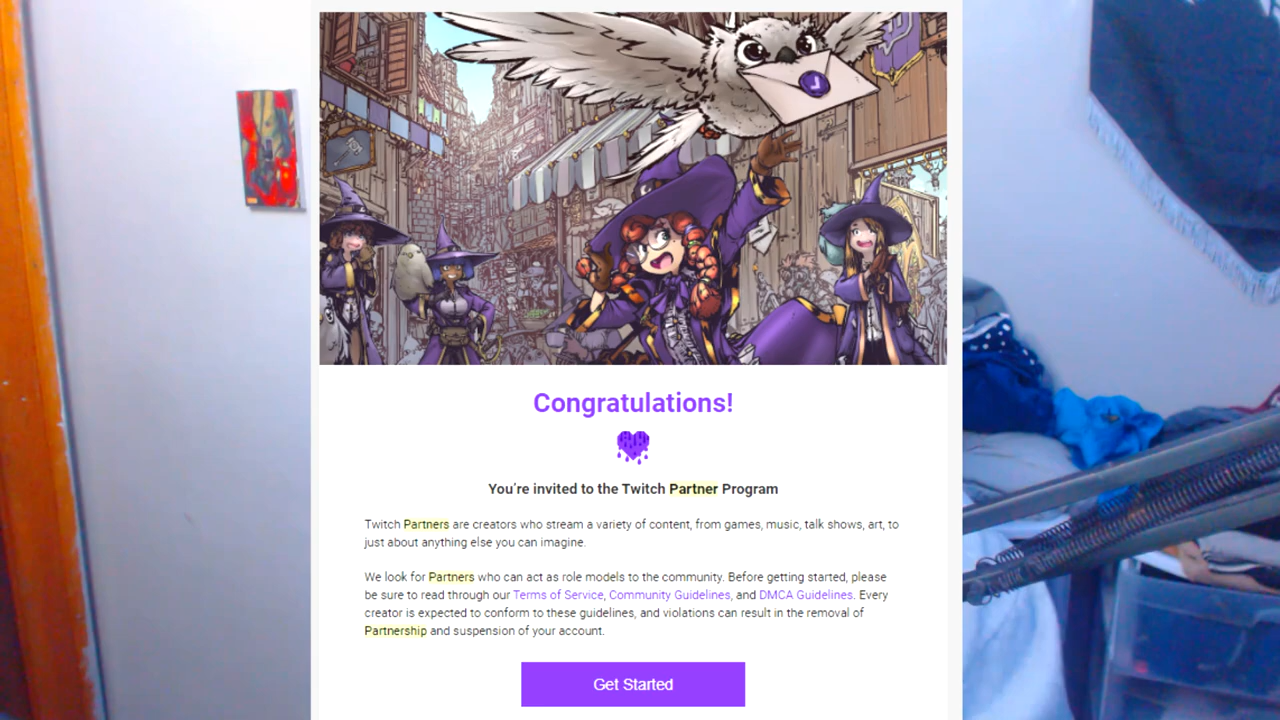 Congratulations!
You're invited to the Twitch Partner Program
Twitch Partners are creators who stream a variety of content, from games, music, talk shows, art, to
just about anything else you can imagine.
We look for Partners who can act as role models to the community. Before getting started, please
be sure to read through our Terms of Service, Community Guidelines, and DMCA Guidelines. Every
creator is expected to conform to these guidelines, and violations can result in the removal of
Partnership and suspension of your account.
Get Started